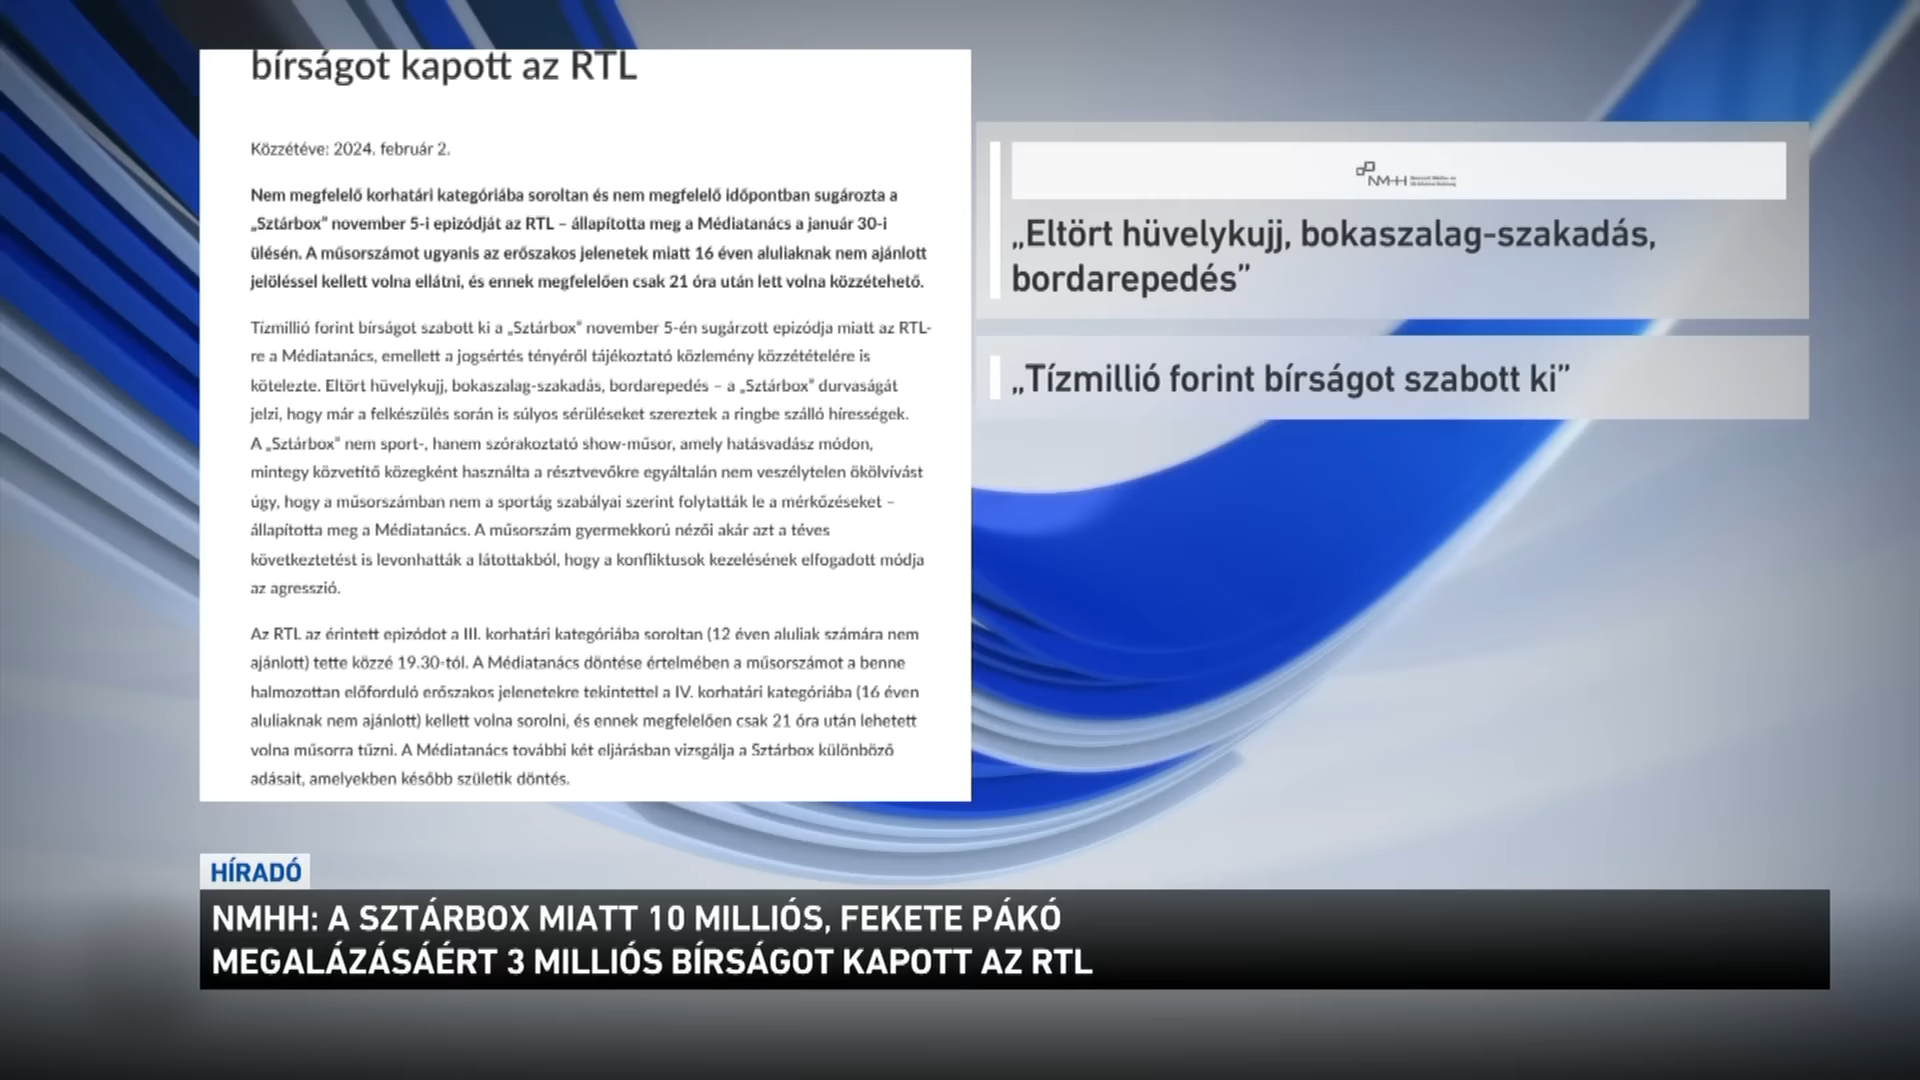 bírságot kapott az RTL
Közzétéve: 2024. február 2.
Nem megfelelő korhatári kategóriába soroltan és nem megfelelő időpontban sugározta a
„Sztárbox” november 5-i epizódját az RTL – állapította meg a Médiatanács a január 30-i
ülésén. A műsorszámot ugyanis az erőszakos jelenetek miatt 16 éven aluliaknak nem ajánlott
jelöléssel kellett volna ellátni, és ennek megfelelően csak 21 óra után lett volna közzétehető.
Tízmillió forint bírságot szabott ki a „Sztárbox” november 5-én sugárzott epizódja miatt az RTL-
re a Médiatanács, emellett a jogsértés tényéről tájékoztató közlemény közzétételére is
kötelezte. Eltört hüvelykujj, bokaszalag-szakadás, bordarepedés – a „Sztárbox” durvaságát
jelzi, hogy már a felkészülés során is súlyos sérüléseket szereztek a ringbe szálló hírességek.
A „Sztárbox” nem sport-, hanem szórakoztató show-műsor, amely hatásvadász módon,
mintegy közvetítő közegként használta a résztvevőkre egyáltalán nem veszélytelen ökölvívást
úgy, hogy a műsorszámban nem a sportág szabályai szerint folytatták le a mérkőzéseket –
állapította meg a Médiatanács. A műsorszám gyermekkorú nézői akár azt a téves
következtetést is levonhatták a látottakból, hogy a konfliktusok kezelésének elfogadott módja
az agresszió.
Az RTL az érintett epizódot a III. korhatári kategóriába soroltan (12 éven aluliak számára nem
ajánlott) tette közzé 19.30-tól. A Médiatanács döntése értelmében a műsorszámot a benne
halmozottan előforduló erőszakos jelenetekre tekintettel a IV. korhatári kategóriába (16 éven
aluliaknak nem ajánlott) kellett volna sorolni, és ennek megfelelően csak 21 óra után lehetett
volna műsorra tűzni. A Médiatanács további két eljárásban vizsgálja a Sztárbox különböző
adásait, amelyekben később születik döntés.
NMHH
„Eltört hüvelykujj, bokaszalag-szakadás,
bordarepedés”
„Tízmillió forint bírságot szabott ki”
HÍRADÓ
NMHH: A SZTÁRBOX MIATT 10 MILLIÓS, FEKETE PÁKÓ
MEGALÁZÁSÁÉRT 3 MILLIÓS BÍRSÁGOT KAPOTT AZ RTL